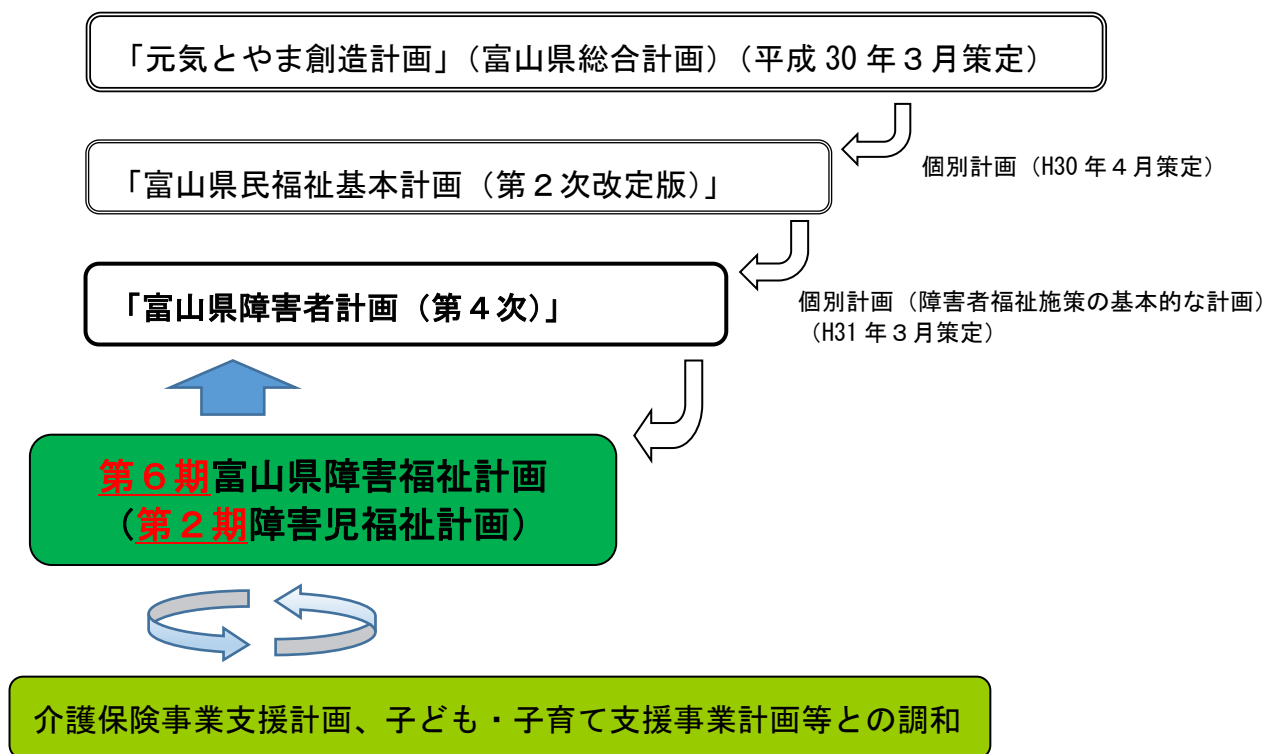 「元気とやま創造計画」（富山県総合計画）（平成 30 年３月策定）
個別計画（H30 年４月策定）
「富山県民福祉基本計画（第２次改定版）」
「富山県障害者計画（第４次）」
個別計画（障害者福祉施策の基本的な計画）
（H31 年３月策定）
第６期富山県障害福祉計画
（第２期障害児福祉計画）
介護保険事業支援計画、子ども・子育て支援事業計画等との調和